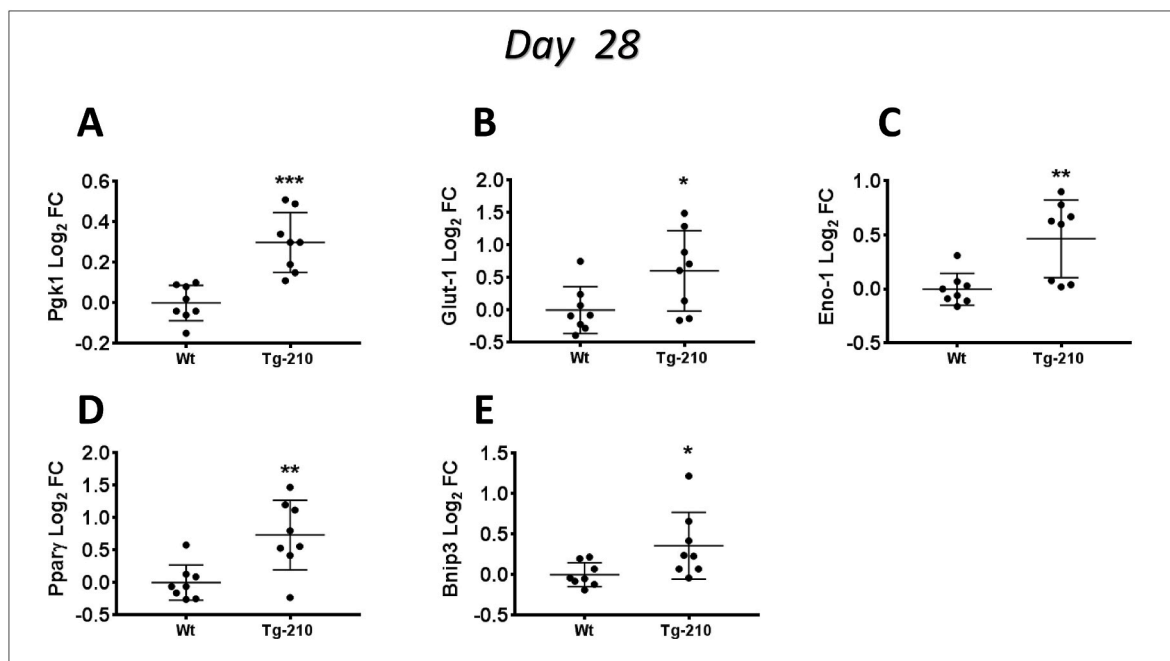 Day 28
A
Pgk1 Log₂ FC
0.6
0.4
0.2
0.0
-0.2
***
Wt
Tg-210
B
Glut-1 Log₂ FC
2.0
1.5
1.0
0.5
0.0
-0.5
*
Wt
Tg-210
C
Eno-1 Log₂ FC
1.0
0.5
0.0
-0.5
**
Wt
Tg-210
D
Pparγ Log₂ FC
2.0
1.5
1.0
0.5
0.0
-0.5
**
Wt
Tg-210
E
Bnip3 Log₂ FC
1.5
1.0
0.5
0.0
-0.5
*
Wt
Tg-210